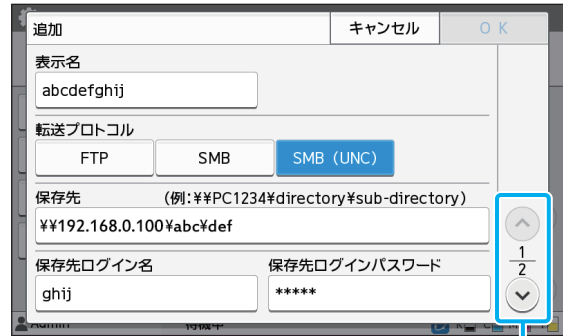 追加 キャンセル O K
表示名
abcdefghij
転送プロトコル
FTP SMB SMB (UNC)
保存先 (例:¥¥PC1234¥directory¥sub-directory)
¥¥192.168.0.100¥abc¥def
保存先ログイン名 保存先ログインパスワード
ghij *****
1
2
Admin 待機中